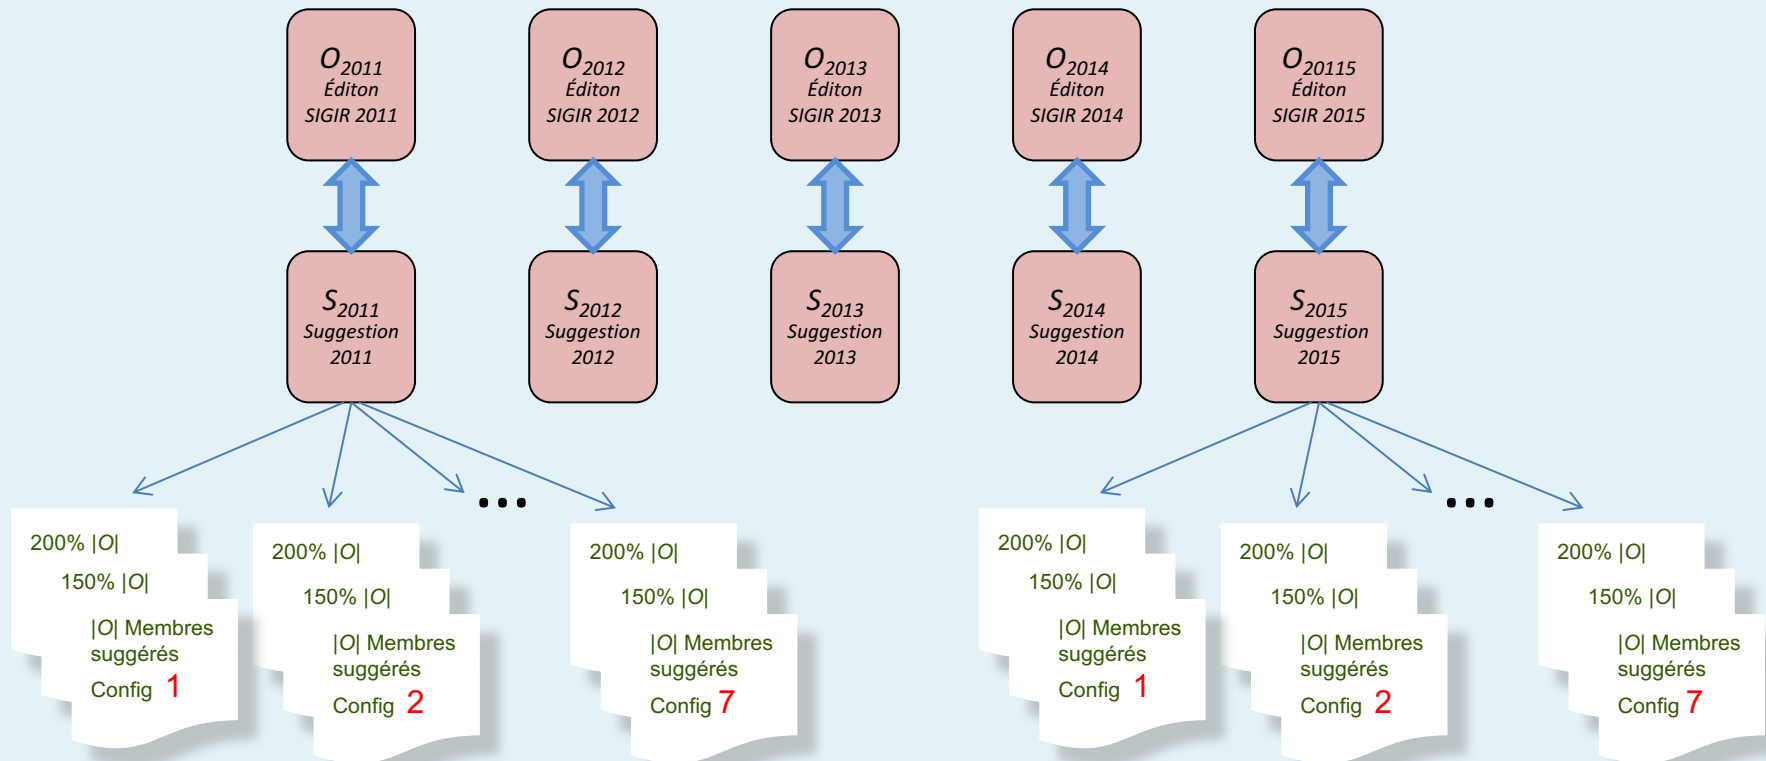 O2011
Éditon
SIGIR 2011
O2012
Éditon
SIGIR 2012
O2013
Éditon
SIGIR 2013
O2014
Éditon
SIGIR 2014
O20115
Éditon
SIGIR 2015
S2011
Suggestion
2011
S2012
Suggestion
2012
S2013
Suggestion
2013
S2014
Suggestion
2014
S2015
Suggestion
2015
...
...
200% |O|
150% |O|
|O| Membres
suggérés
Config 1
200% |O|
150% |O|
|O| Membres
suggérés
Config 2
200% |O|
150% |O|
|O| Membres
suggérés
Config 7
200% |O|
150% |O|
|O| Membres
suggérés
Config 1
200% |O|
150% |O|
|O| Membres
suggérés
Config 2
200% |O|
150% |O|
|O| Membres
suggérés
Config 7